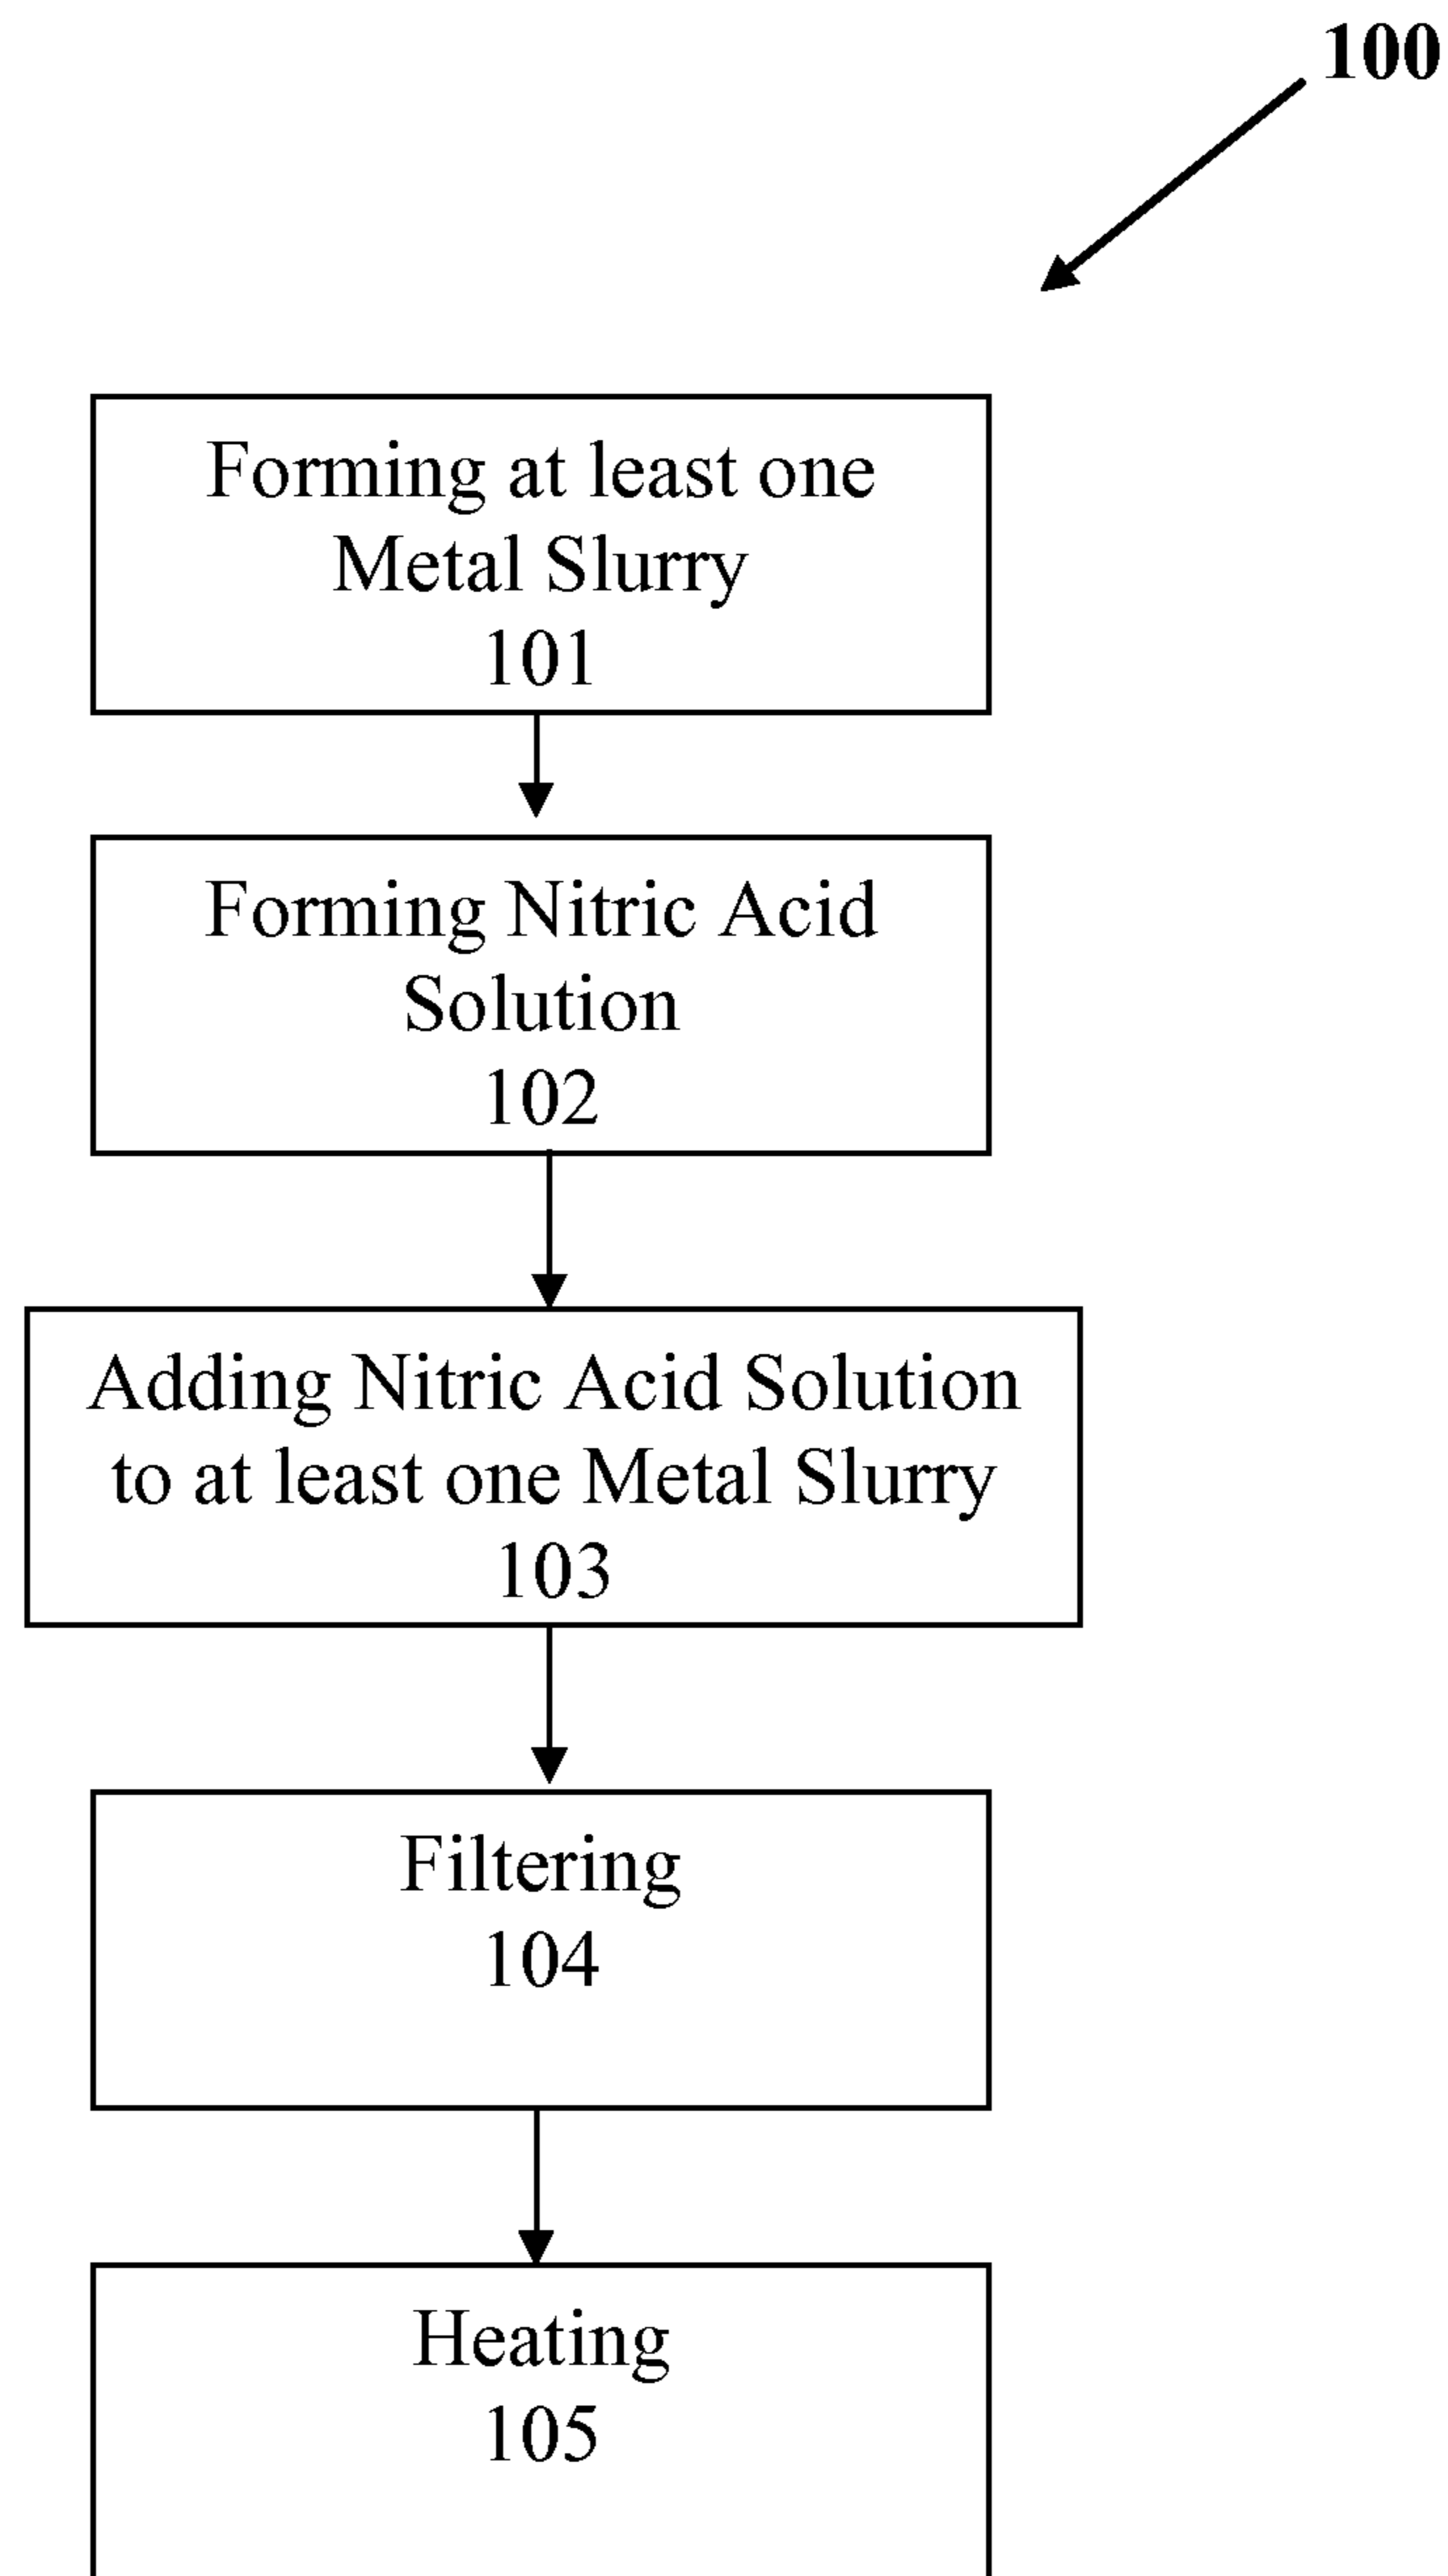 100
Forming at least one
Metal Slurry
101
Forming Nitric Acid
Solution
102
Adding Nitric Acid Solution
to at least one Metal Slurry
103
Filtering
104
Heating
105